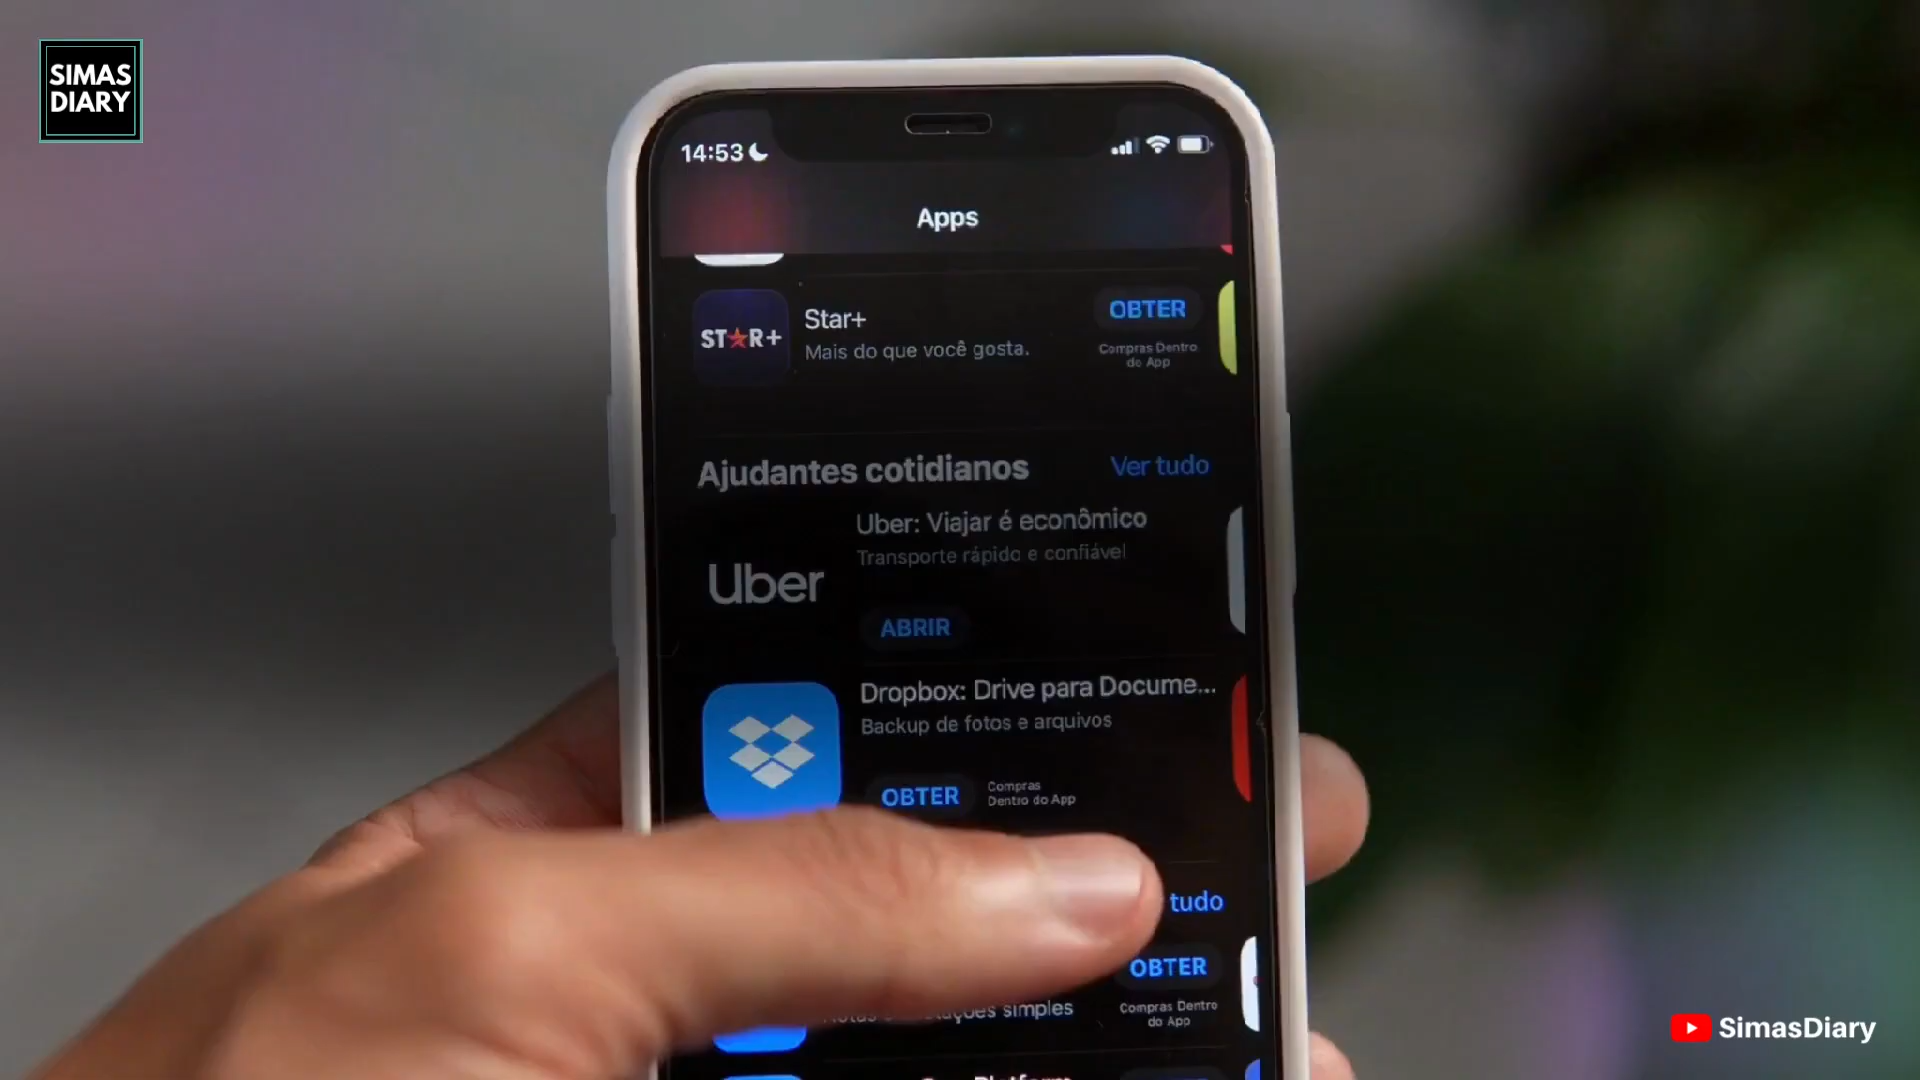 SIMAS
DIARY
14:53
Apps
STAR+
Star+
Mais do que você gosta.
OBTER
Compras Dentro
do App
Ajudantes cotidianos
Ver tudo
Uber
Uber: Viajar é econômico
Transporte rápido e confiável
ABRIR
Dropbox: Drive para Docume...
Backup de fotos e arquivos
OBTER
Compras
Dentro do App
tudo
OBTER
simples
Compras Dentro
do App
SimasDiary